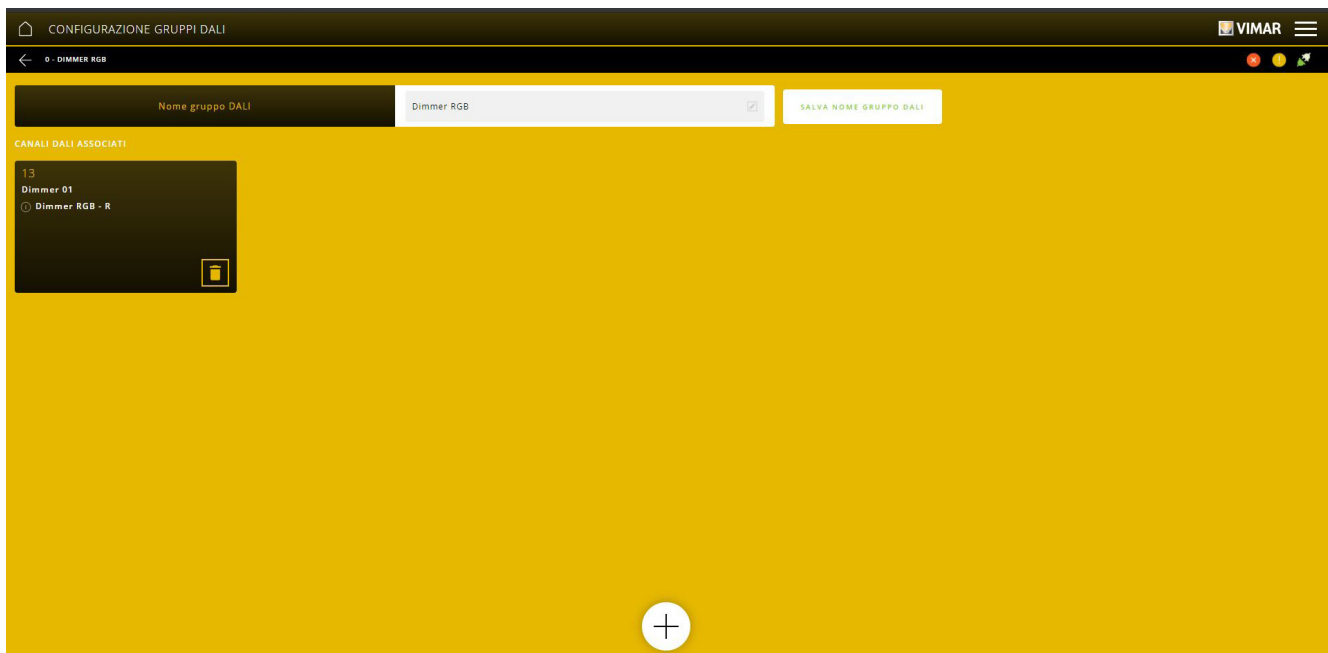 CONFIGURAZIONE GRUPPI DALI
VIMAR
0 - DIMMER RGB
Nome gruppo DALI
Dimmer RGB
SALVA NOME GRUPPO DALI
CANALI DALI ASSOCIATI
13
Dimmer 01
Dimmer RGB - R